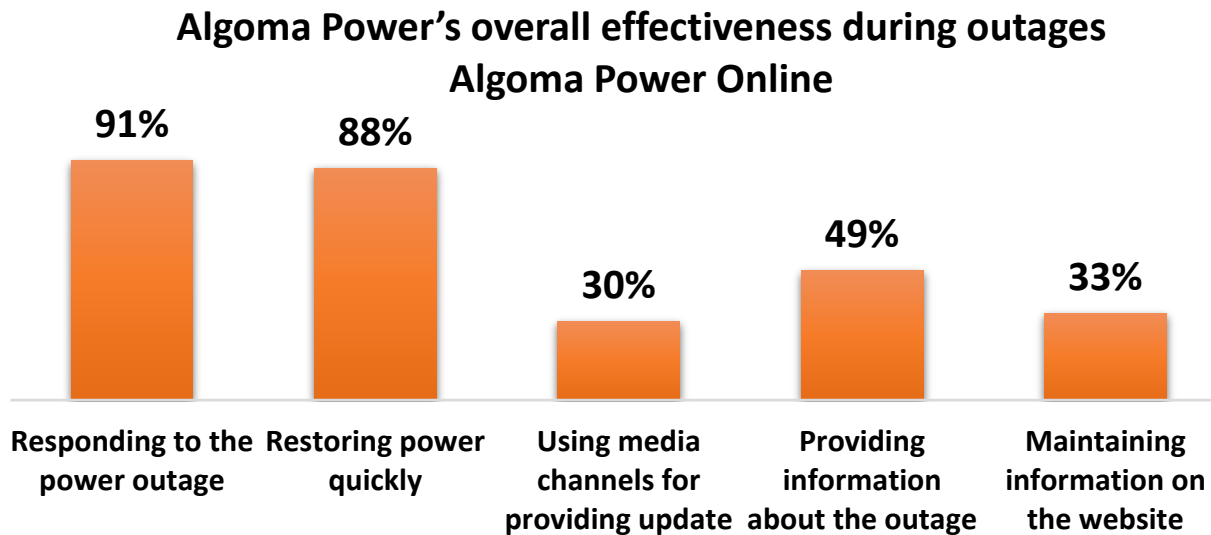 Algoma Power’s overall effectiveness during outages
Algoma Power Online
91%
88%
30%
49%
33%
Responding to the
power outage
Restoring power
quickly
Using media
channels for
providing update
Providing
information
about the outage
Maintaining
information on
the website